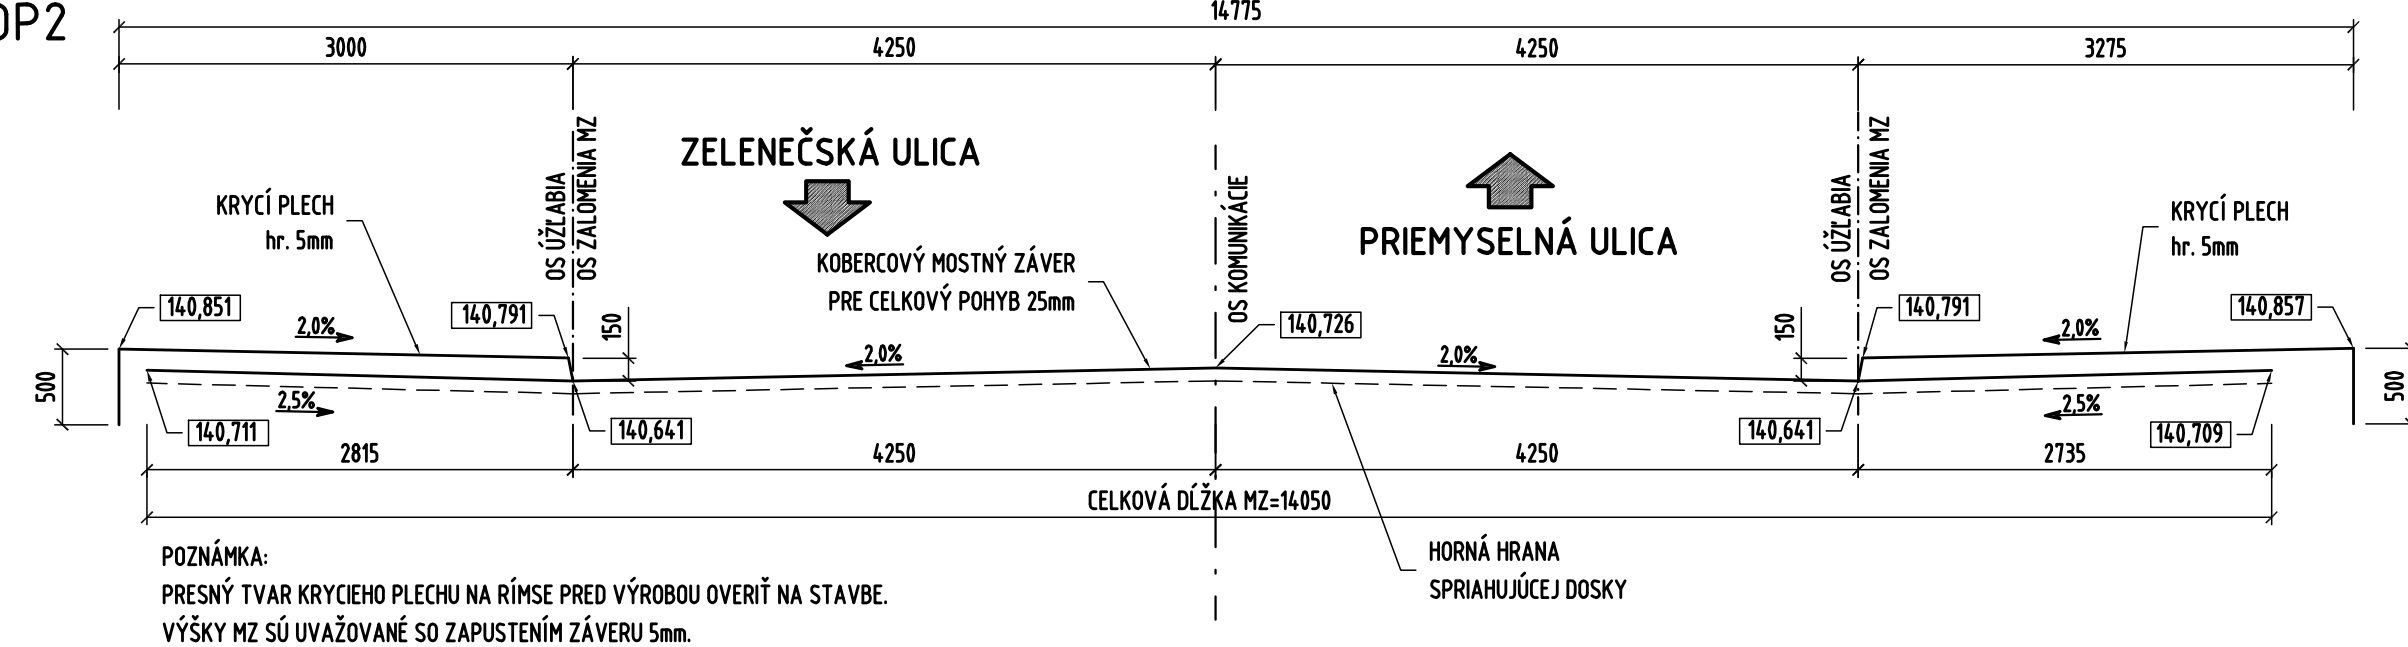 OP2
14775
3000
4250
4250
3275
OS ÚŽĽABIA
OS ZALOMENIA MZ
ZELENEČSKÁ ULICA
OS KOMUNIKÁCIE
PRIEMYSELNÁ ULICA
OS ÚŽĽABIA
OS ZALOMENIA MZ
KRYCÍ PLECH
hr. 5mm
KOBERCOVÝ MOSTNÝ ZÁVER
PRE CELKOVÝ POHYB 25mm
KRYCÍ PLECH
hr. 5mm
140,851
2,0%
140,791
150
2,0%
140,726
2,0%
150
140,791
2,0%
140,857
500
2,5%
140,711
140,641
140,641
2,5%
140,709
500
2815
4250
4250
2735
CELKOVÁ DĹŽKA MZ=14050
HORNÁ HRANA
SPRIAHUJÚCEJ DOSKY
POZNÁMKA:
PRESNÝ TVAR KRYCIEHO PLECHU NA RÍMSE PRED VÝROBOU OVERIŤ NA STAVBE.
VÝŠKY MZ SÚ UVAŽOVANÉ SO ZAPUSTENÍM ZÁVERU 5mm.